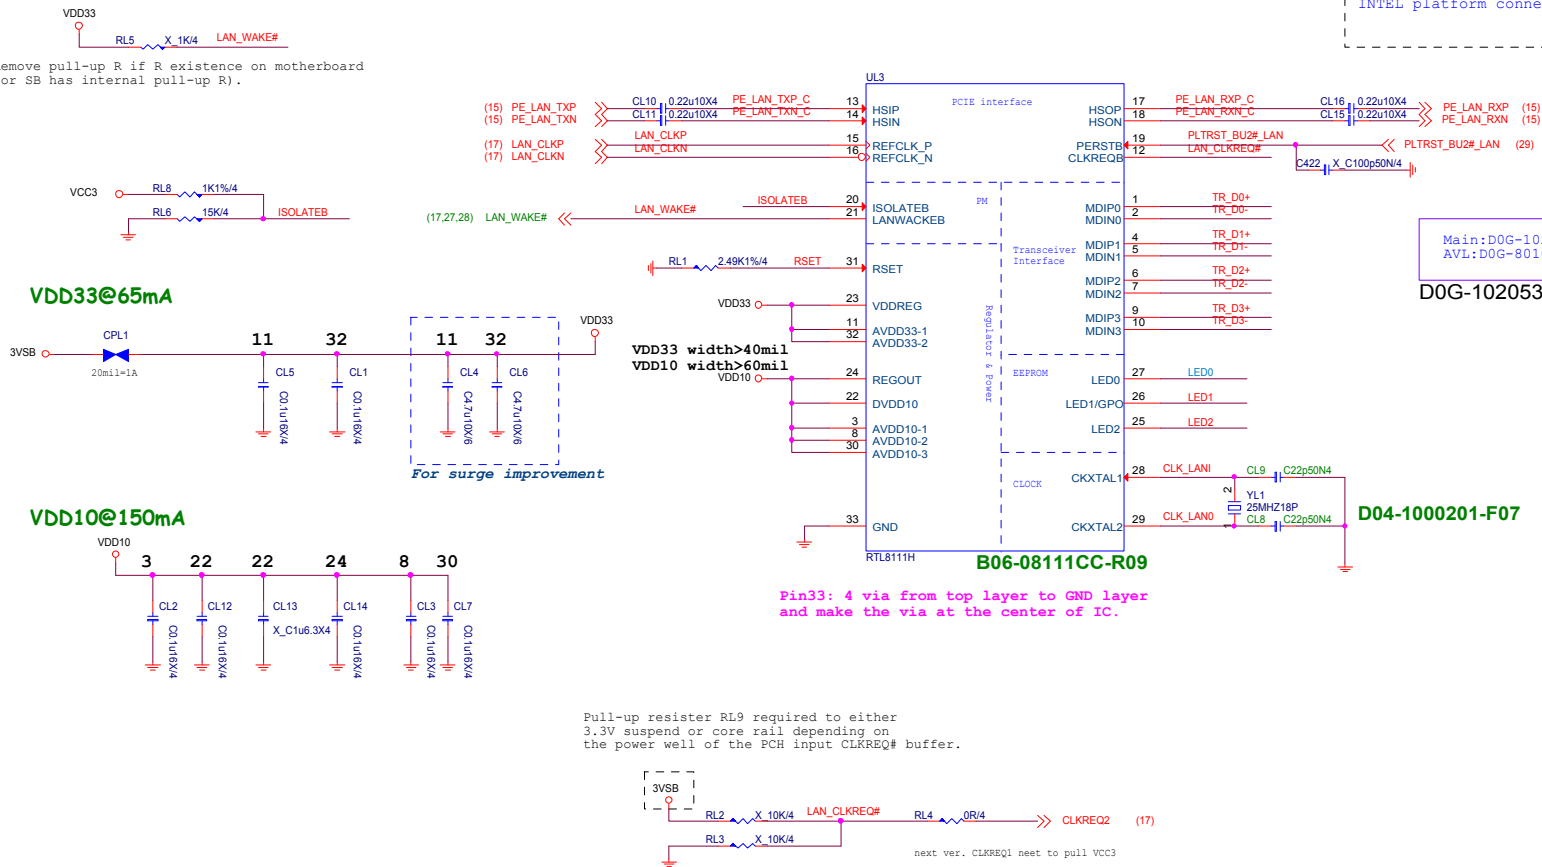 INTEL platform conne
VDD33
RL5 X_1K/4 LAN_WAKE#
emove pull-up R if R existence on motherboard
or SB has internal pull-up R).
UL3
PCIE interface
(15) PE_LAN_TXP CL10 0.22u10X4 PE_LAN_TXP_C 13 HSIP
(15) PE_LAN_TXN CL11 0.22u10X4 PE_LAN_TXN_C 14 HSIN
(17) LAN_CLKP LAN_CLKP 15 REFCLK_P
(17) LAN_CLKN LAN_CLKN 16 REFCLK_N
HSOP 17 PE_LAN_RXP_C CL16 0.22u10X4 PE_LAN_RXP (15)
HSON 18 PE_LAN_RXN_C CL15 0.22u10X4 PE_LAN_RXN (15)
PERSTB 19 PLTRST_BU2#_LAN PLTRST_BU2#_LAN (29)
CLKREQB 12 LAN_CLKREQ#
C422 X_C100p50N/4
VCC3 RL8 1K1%/4
RL6 15K/4 ISOLATEB
ISOLATEB 20 ISOLATEB
(17,27,28) LAN_WAKE# LAN_WAKE# 21 LANWACKEB
PM
Transceiver
Interface
MDIP0 1 TR_D0+
MDIN0 2 TR_D0-
MDIP1 4 TR_D1+
MDIN1 5 TR_D1-
MDIP2 6 TR_D2+
MDIN2 7 TR_D2-
MDIP3 9 TR_D3+
MDIN3 10 TR_D3-
Main:D0G-10
AVL:D0G-801
D0G-102053
RL1 2.49K1%/4 RSET 31 RSET
VDD33 23 VDDREG
11 AVDD33-1
32 AVDD33-2
VDD33 width>40mil
VDD10 width>60mil
VDD10 24 REGOUT
22 DVDD10
3 AVDD10-1
8 AVDD10-2
30 AVDD10-3
Regulator & Power
EEPROM
LED0 27 LED0
LED1/GPO 26 LED1
LED2 25 LED2
CLOCK
CKXTAL1 28 CLK_LANI CL9 C22p50N4
2 YL1
25MHZ18P
1
CKXTAL2 29 CLK_LAN0 CL8 C22p50N4
D04-1000201-F07
33 GND
RTL8111H
B06-08111CC-R09
Pin33: 4 via from top layer to GND layer
and make the via at the center of IC.
VDD33@65mA
3VSB CPL1 11 32 11 32 VDD33
20mil=1A
CL5 C0.1u16X/4
CL1 C0.1u16X/4
CL4 C4.7u10X/6
CL6 C4.7u10X/6
For surge improvement
VDD10@150mA
VDD10
3 22 22 24 8 30
CL2 C0.1u16X/4
CL12 C0.1u16X/4
CL13 X_C1u6.3X4
CL14 C0.1u16X/4
CL3 C0.1u16X/4
CL7 C0.1u16X/4
Pull-up resister RL9 required to either
3.3V suspend or core rail depending on
the power well of the PCH input CLKREQ# buffer.
3VSB
RL2 X_10K/4 LAN_CLKREQ# RL4 0R/4 CLKREQ2 (17)
RL3 X_10K/4
next ver. CLKREQ1 neet to pull VCC3